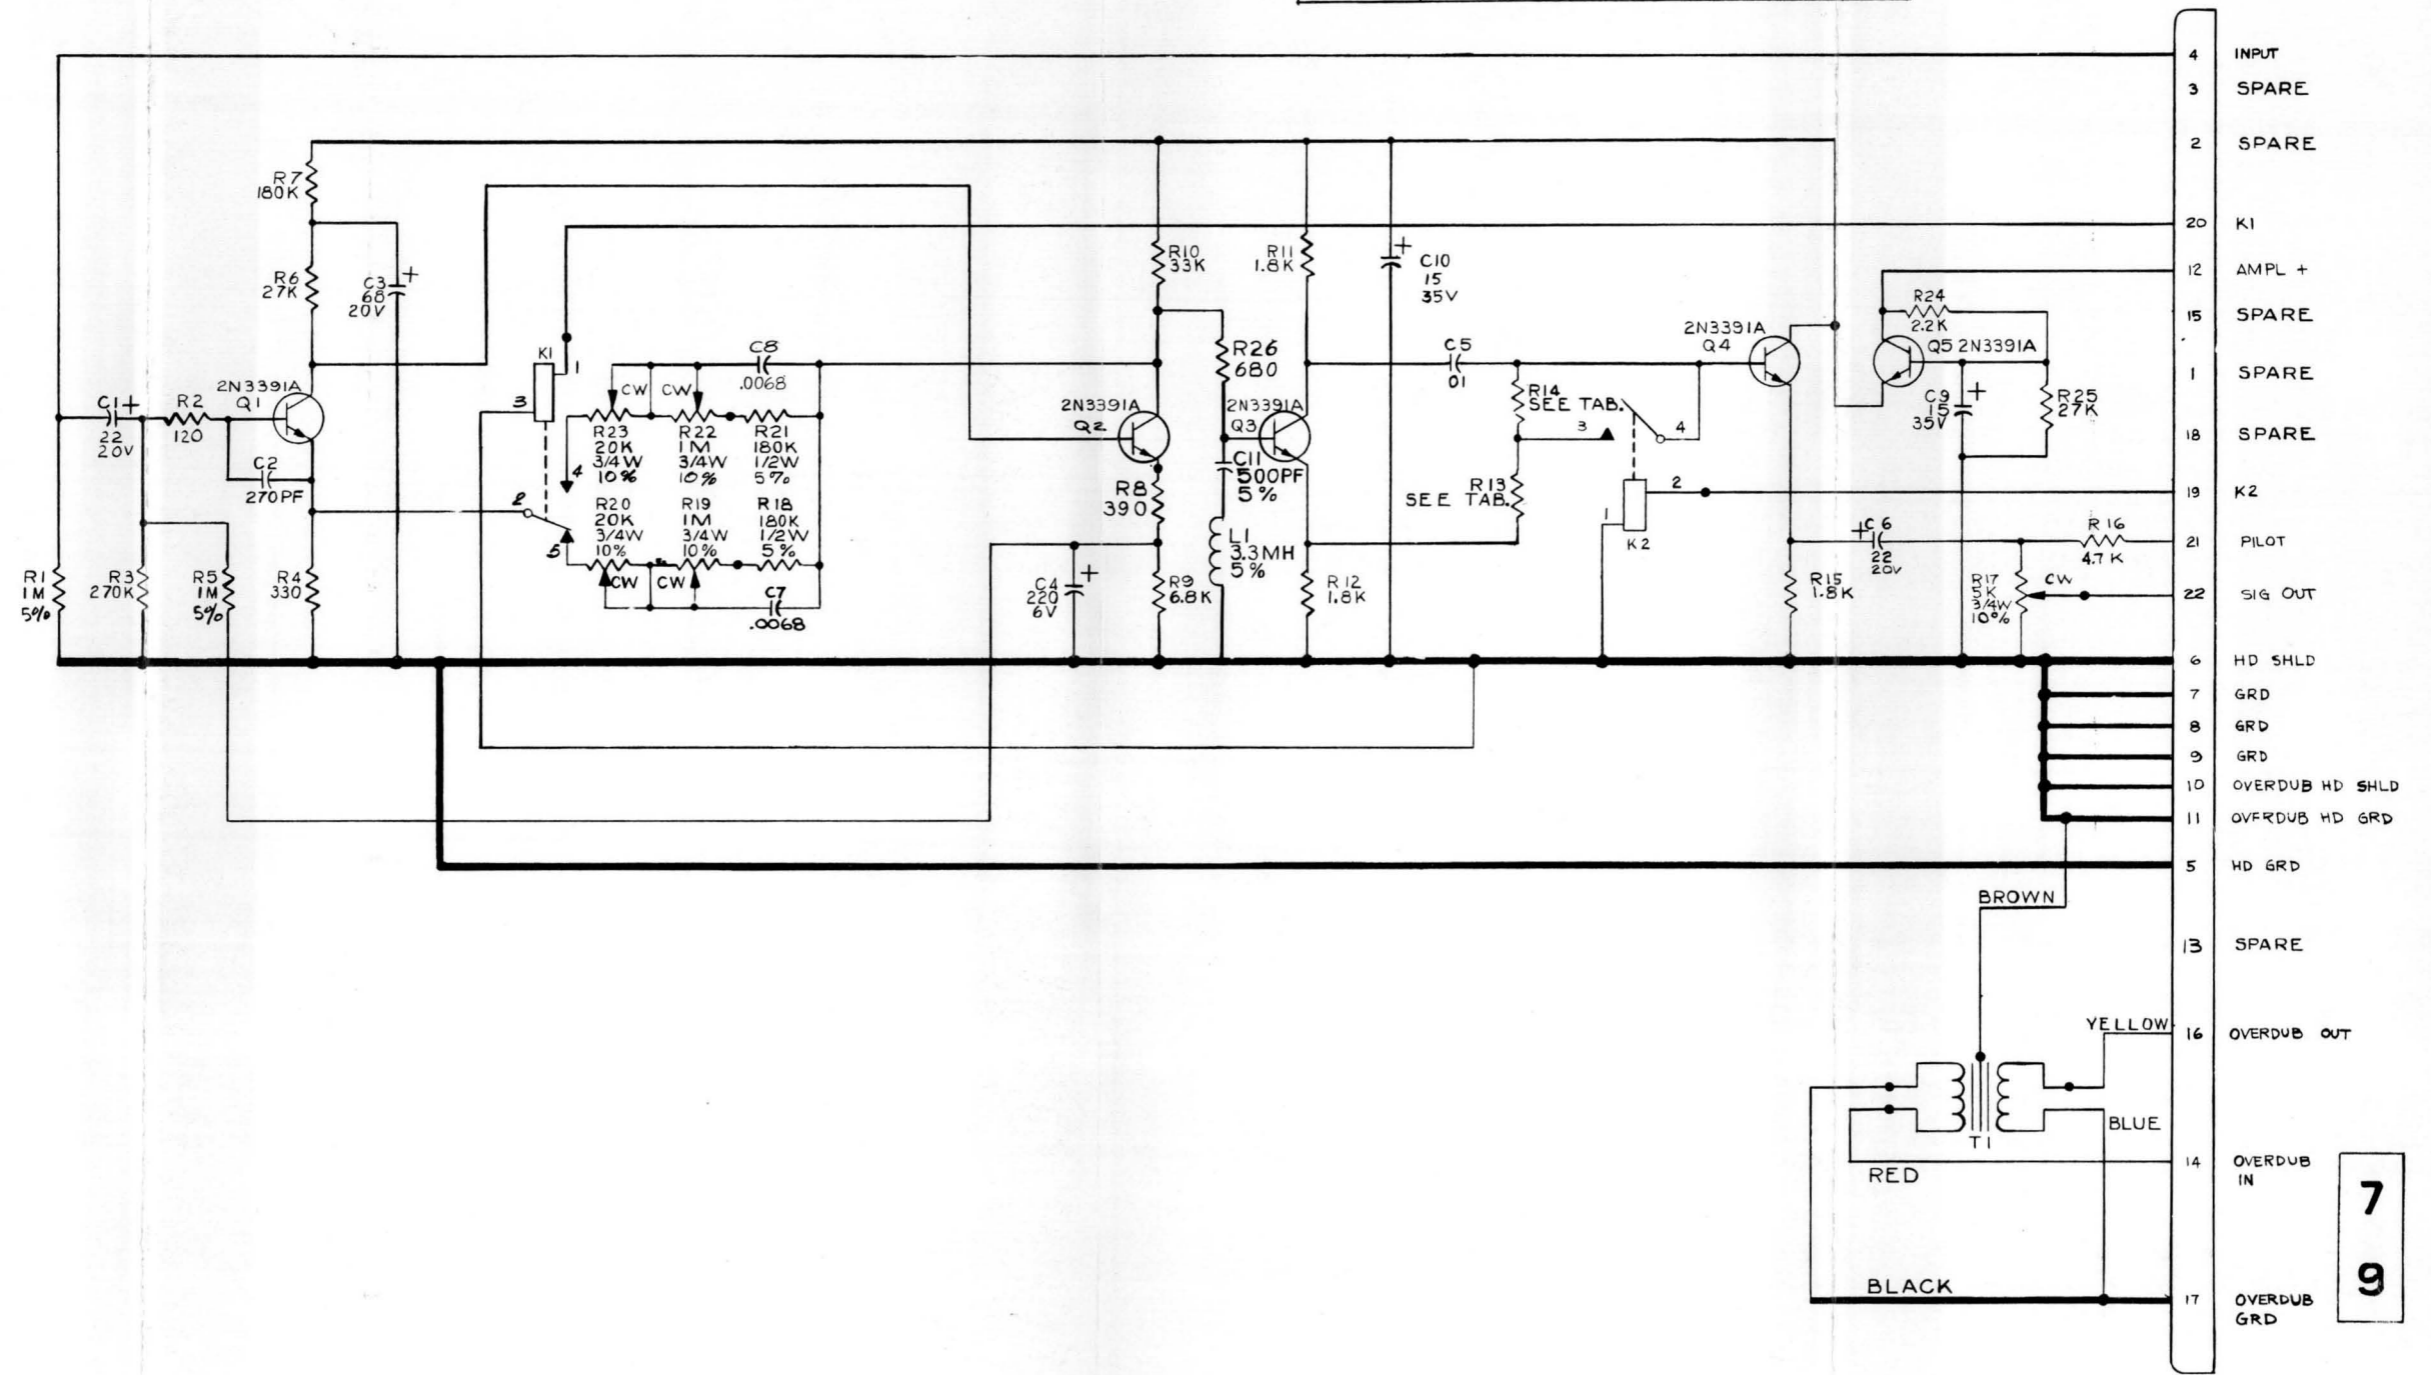 4 INPUT
3 SPARE
2 SPARE
20 K1
12 AMPL +
15 SPARE
1 SPARE
18 SPARE
19 K2
21 PILOT
22 SIG OUT
6 HD SHLD
7 GRD
8 GRD
9 GRD
10 OVERDUB HD SHLD
11 OVERDUB HD GRD
5 HD GRD
13 SPARE
16 OVERDUB OUT
14 OVERDUB
IN
17 OVERDUB
GRD
R7
180K
R6
27K
C3
68
20V
+
2N3391A
Q1
C1 +
22
20V
R2
120
C2
270PF
R1
1M
5%
R3
270K
R5
1M
5%
R4
330
K1
1
3
2
4
5
C8
.0068
CW
CW
R23
20K
3/4W
10%
R22
1M
3/4W
10%
R21
180K
1/2W
5%
R20
20K
3/4W
10%
R19
1M
3/4W
10%
R18
180K
1/2W
5%
CW
CW
C7
.0068
R10
33K
R11
1.8K
+
C10
15
35V
R26
680
2N3391A
Q2
2N3391A
Q3
R8
390
C11
500PF
5%
L1
3.3MH
5%
C4
220
6V
+
R9
6.8K
R12
1.8K
C5
01
R14
SEE TAB.
3
4
R13
SEE TAB.
2
1
K2
2N3391A
Q4
R24
2.2K
Q5 2N3391A
C9
15
35V
+
R25
27K
+
C6
22
20V
R16
4.7K
R15
1.8K
R17
5K
3/4W
10%
CW
BROWN
YELLOW
BLUE
T1
RED
BLACK
7
9